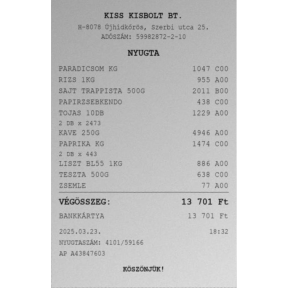 KISS KISBOLT BT.
H-8078 Újhidkörös, Szerbi utca 25.
ADÓSZÁM: 59982872-2-10
NYUGTA
PARADICSOM KG 1047 C00
RIZS 1KG 955 A00
SAJT TRAPPISTA 500G 2011 B00
PAPIRZSEBKENDO 438 C00
TOJAS 10DB 1229 A00
2 DB x 2473
KAVE 250G 4946 A00
PAPRIKA KG 1474 C00
2 DB x 443
LISZT BL55 1KG 886 A00
TESZTA 500G 638 C00
ZSEMLE 77 A00
VÉGÖSSZEG: 13 701 Ft
BANKKÁRTYA 13 701 Ft
2025.03.23. 18:32
NYUGTASZÁM: 4101/59166
AP A43847603
KÖSZÖNJÜK!